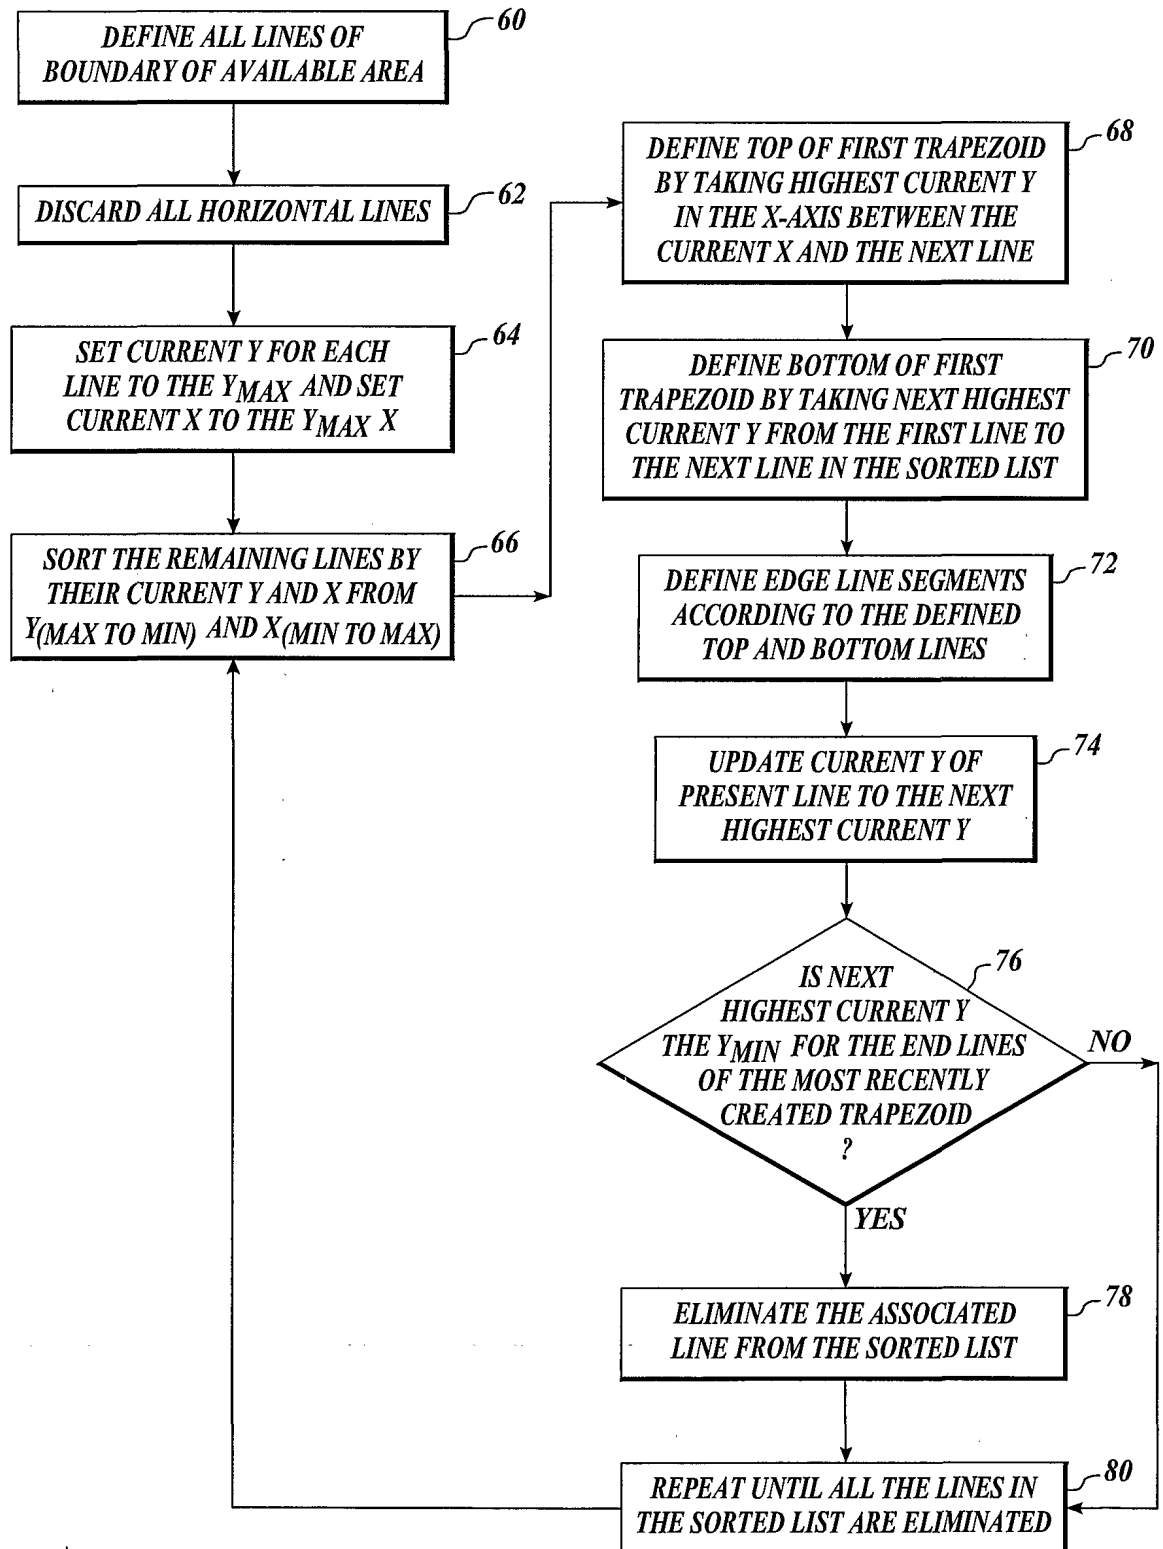 DEFINE ALL LINES OF
BOUNDARY OF AVAILABLE AREA
60
DISCARD ALL HORIZONTAL LINES
62
SET CURRENT Y FOR EACH
LINE TO THE YMAX AND SET
CURRENT X TO THE YMAX X
64
SORT THE REMAINING LINES BY
THEIR CURRENT Y AND X FROM
Y(MAX TO MIN) AND X(MIN TO MAX)
66
DEFINE TOP OF FIRST TRAPEZOID
BY TAKING HIGHEST CURRENT Y
IN THE X-AXIS BETWEEN THE
CURRENT X AND THE NEXT LINE
68
DEFINE BOTTOM OF FIRST
TRAPEZOID BY TAKING NEXT HIGHEST
CURRENT Y FROM THE FIRST LINE TO
THE NEXT LINE IN THE SORTED LIST
70
DEFINE EDGE LINE SEGMENTS
ACCORDING TO THE DEFINED
TOP AND BOTTOM LINES
72
UPDATE CURRENT Y OF
PRESENT LINE TO THE NEXT
HIGHEST CURRENT Y
74
IS NEXT
HIGHEST CURRENT Y
THE YMIN FOR THE END LINES
OF THE MOST RECENTLY
CREATED TRAPEZOID
?
76
NO
YES
ELIMINATE THE ASSOCIATED
LINE FROM THE SORTED LIST
78
REPEAT UNTIL ALL THE LINES IN
THE SORTED LIST ARE ELIMINATED
80